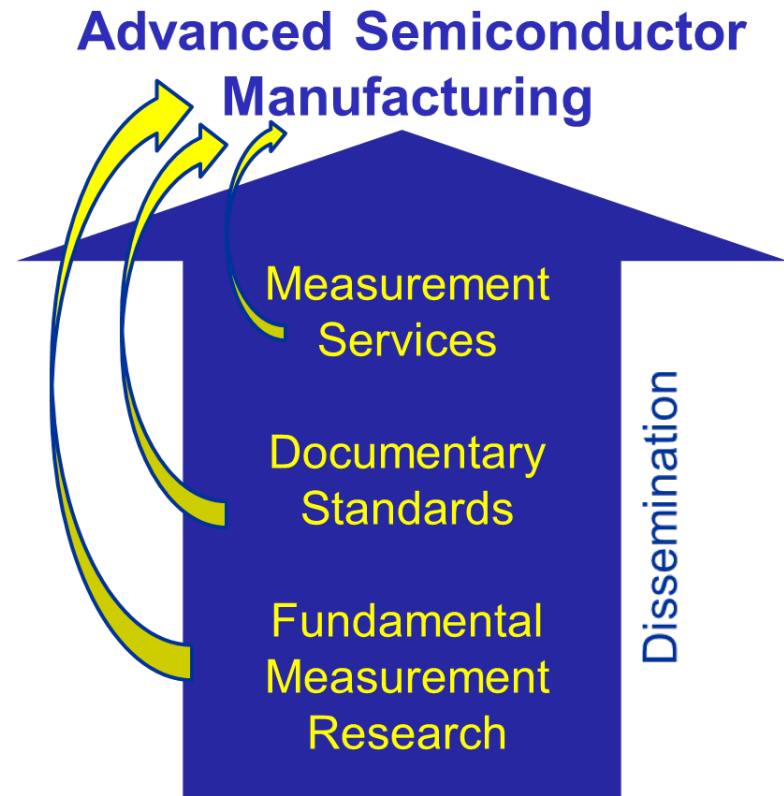 Advanced Semiconductor
Manufacturing
Measurement
Services
Documentary
Standards
Fundamental
Measurement
Research
Dissemination